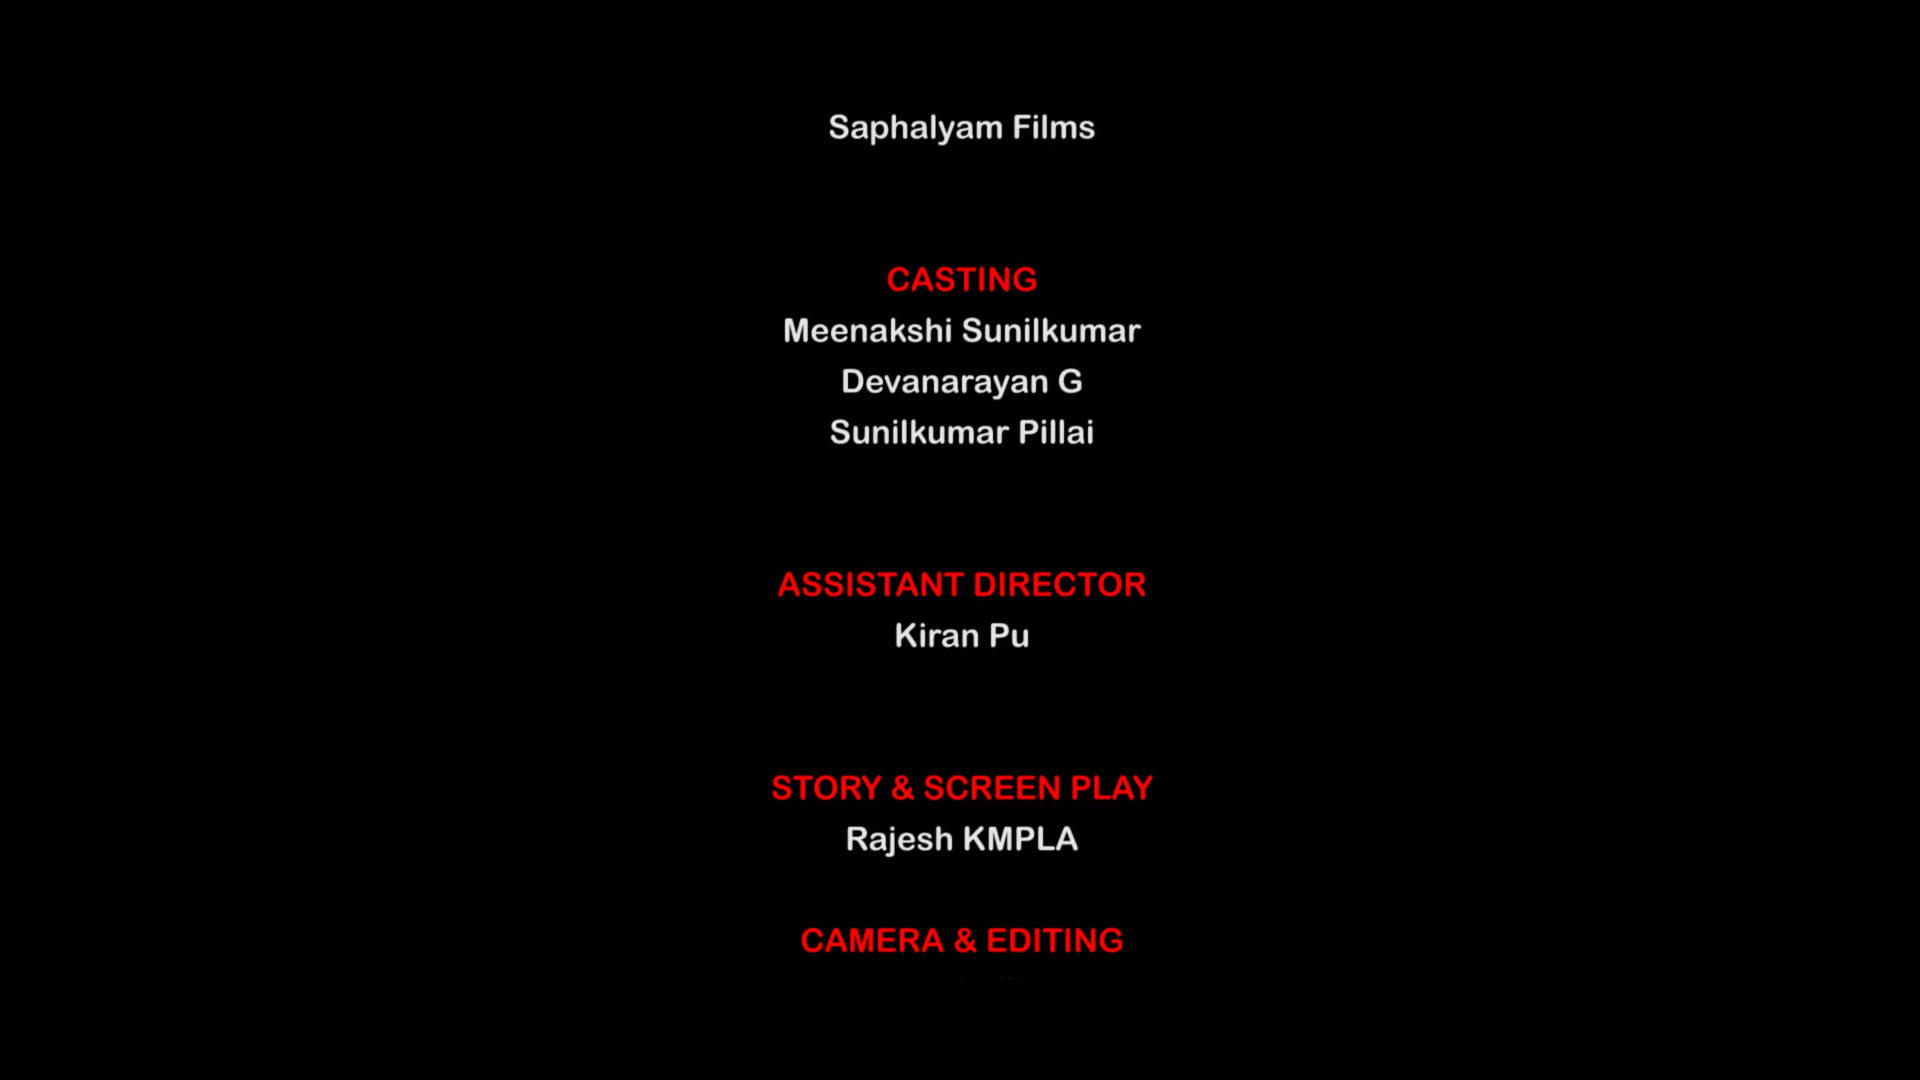 Saphalyam Films
CASTING
Meenakshi Sunilkumar
Devanarayan G
Sunilkumar Pillai
ASSISTANT DIRECTOR
Kiran Pu
STORY & SCREEN PLAY
Rajesh KMPLA
CAMERA & EDITING